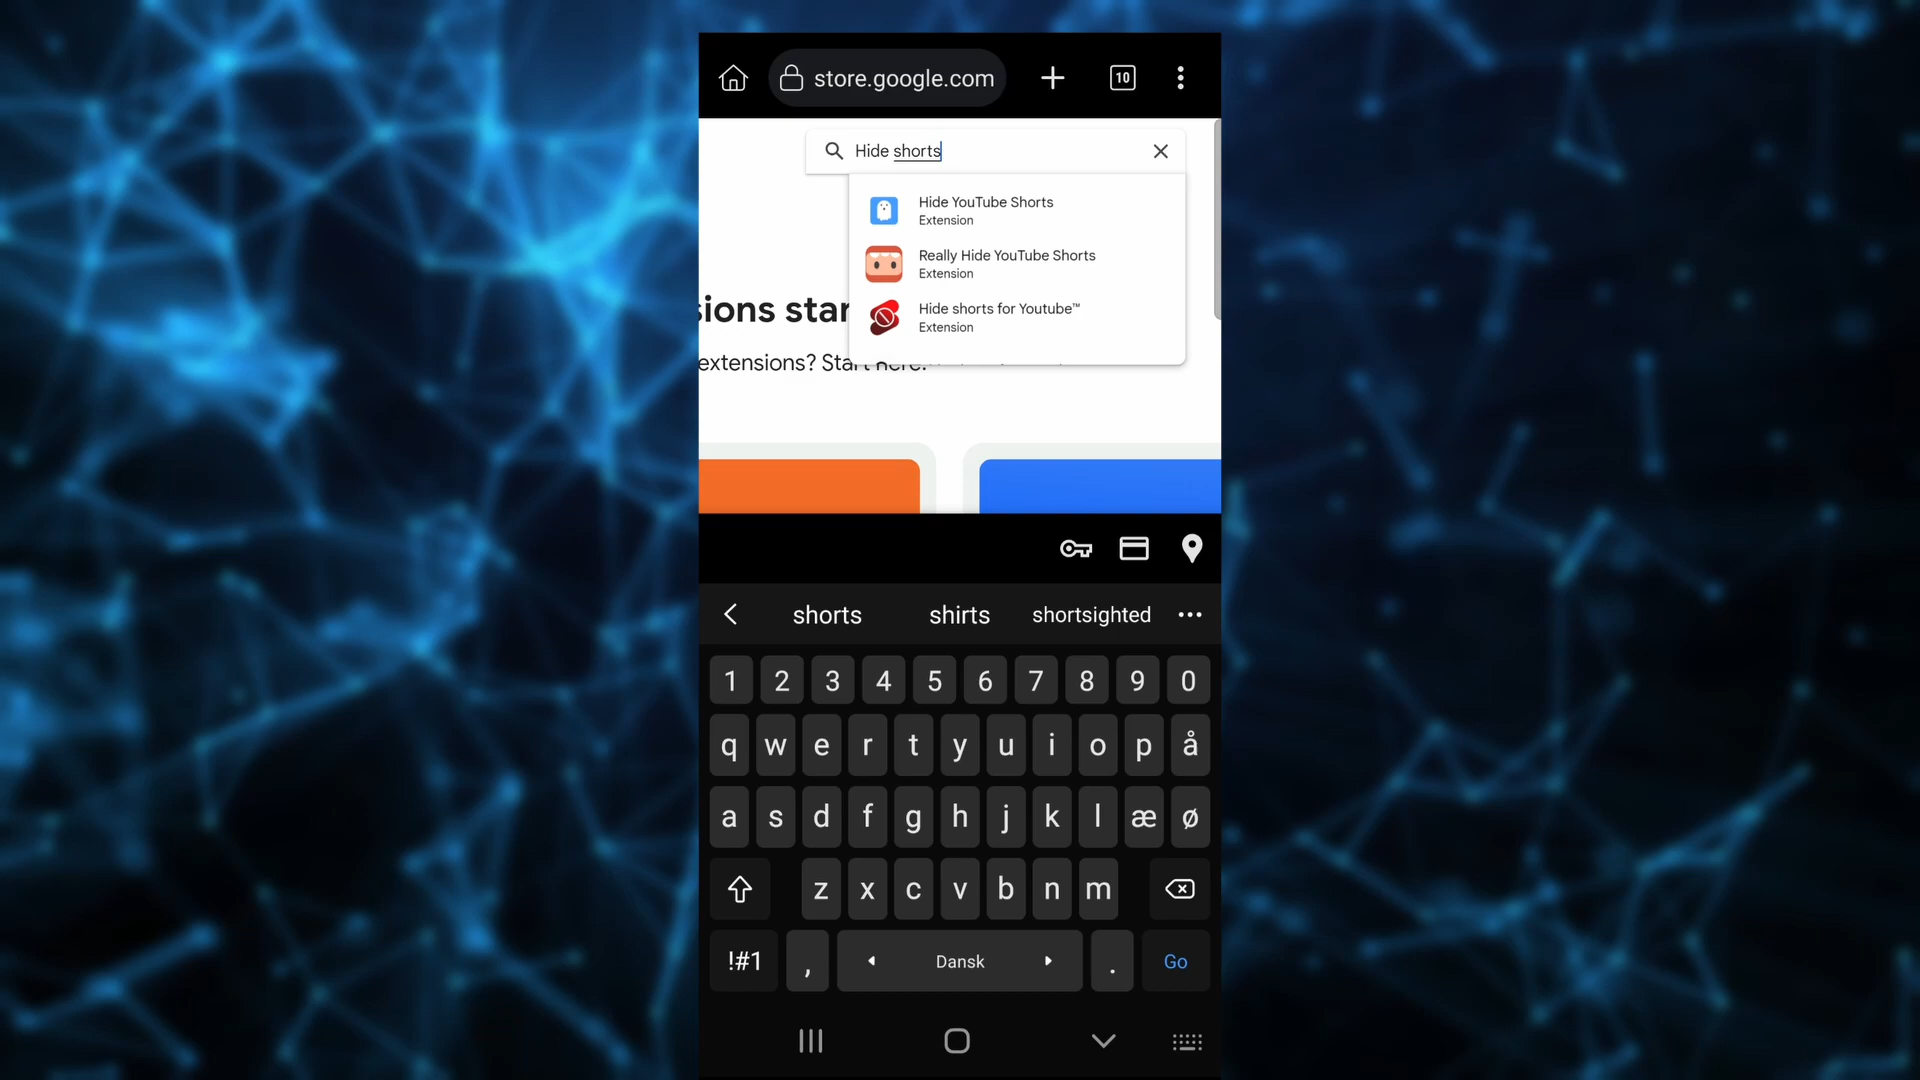 store.google.com
10
Hide shorts
Hide YouTube Shorts
Extension
Really Hide YouTube Shorts
Extension
Hide shorts for Youtube™
Extension
sions star
extensions? Start here.
shorts shirts shortsighted
1 2 3 4 5 6 7 8 9 0
q w e r t y u i o p å
a s d f g h j k l æ ø
z x c v b n m
!#1 , Dansk . Go